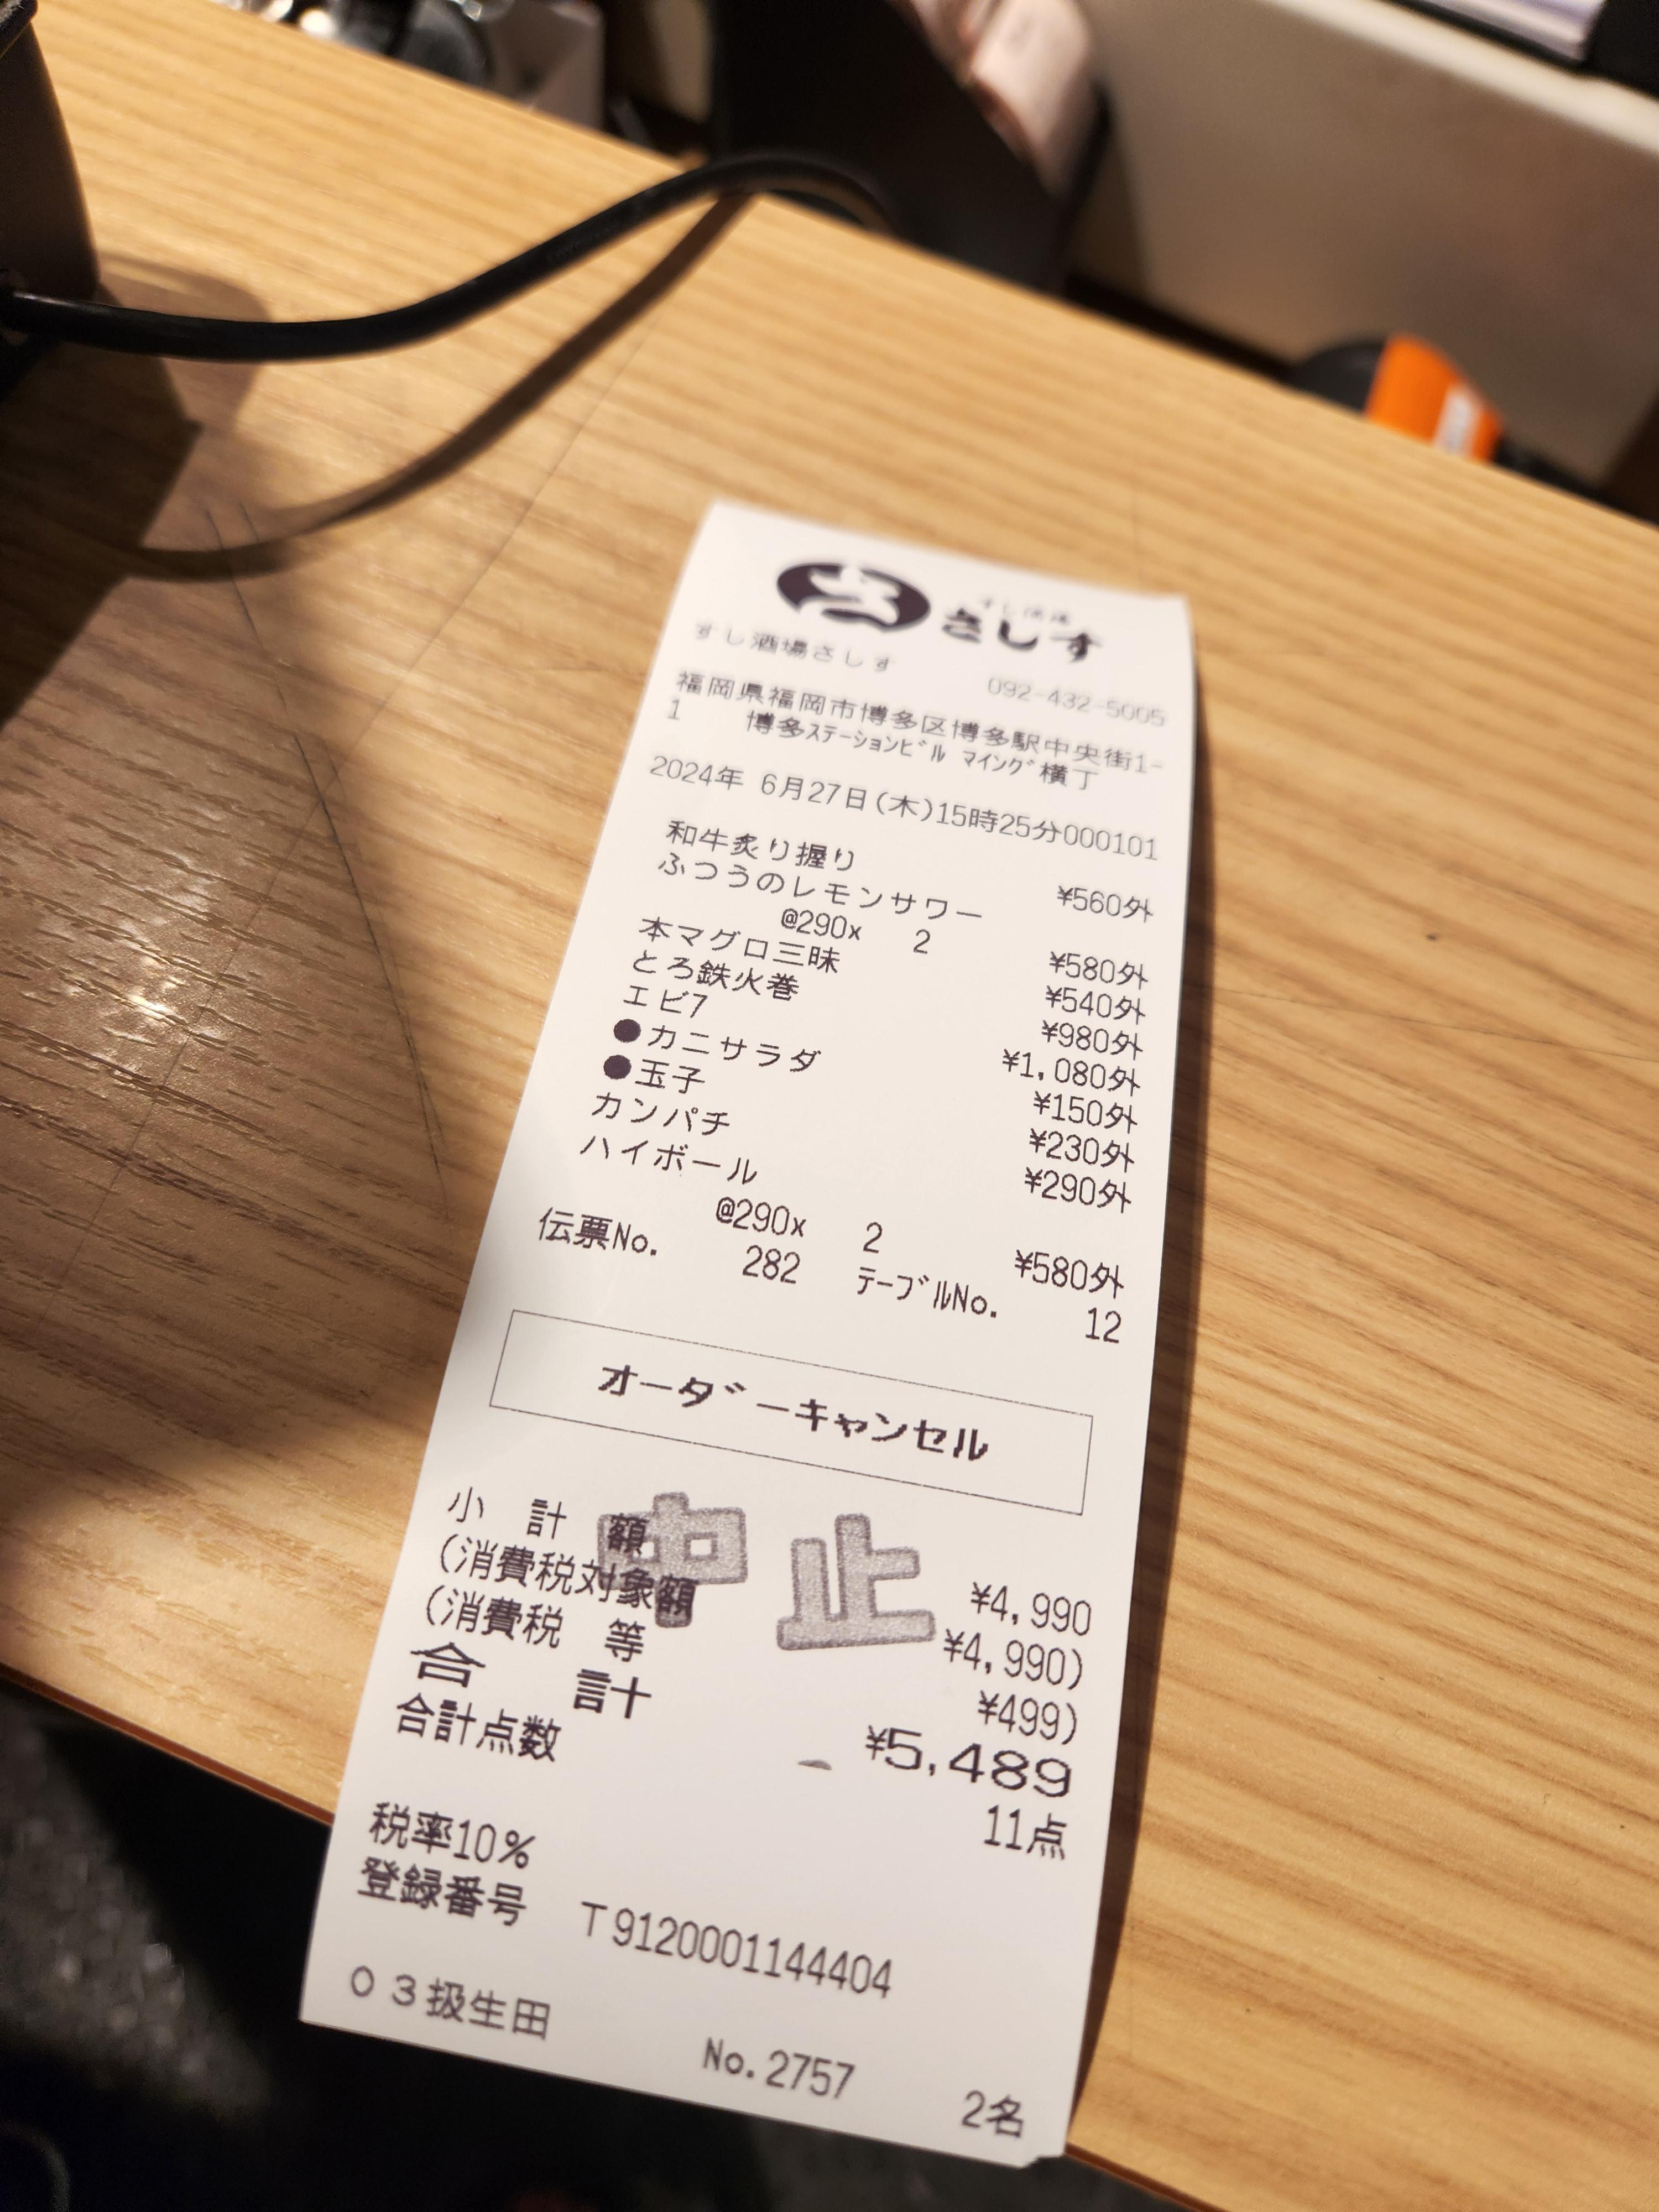 さしす
すし酒場さしす
092-432-5005
福岡県福岡市博多区博多駅中央街1-
1 博多ｽﾃｰｼｮﾝﾋﾞﾙ ﾏｲﾝｸﾞ横丁
2024年 6月27日(木)15時25分000101
和牛炙り握り ¥560外
ふつうのレモンサワー
@290x 2 ¥580外
本マグロ三昧 ¥540外
とろ鉄火巻 ¥980外
エビ7 ¥1,080外
●カニサラダ ¥150外
●玉子 ¥230外
カンパチ ¥290外
ハイボール
@290x 2 ¥580外
伝票No. 282 ﾃｰﾌﾞﾙNo. 12
オーダーキャンセル
中止
小計額 ¥4,990
(消費税対象額 ¥4,990)
(消費税 等 ¥499)
合計 ¥5,489
合計点数 11点
税率10%
登録番号 T9120001144404
03扱生田
No.2757
2名